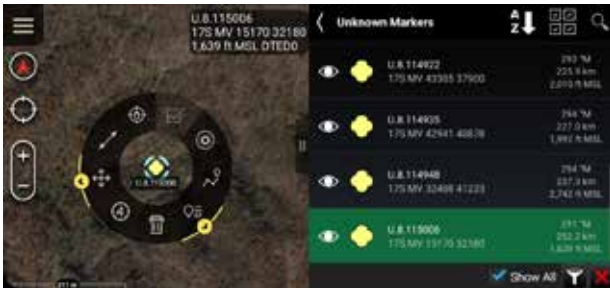 U.8.115006
17S MV 15170 32180
1,639 ft MSL DTED0
U.8.115006
4
Unknown Markers
A
Z
U.8.114922
17S MV 43385 37900
293 °M
225.9 km
2,010 ft MSL
U.8.114935
17S MV 42941 40878
294 °M
227.0 km
1,992 ft MSL
U.8.114948
17S MV 32408 41223
294 °M
237.3 km
2,742 ft MSL
U.8.115006
17S MV 15170 32180
291 °M
252.2 km
1,639 ft MSL
Show All